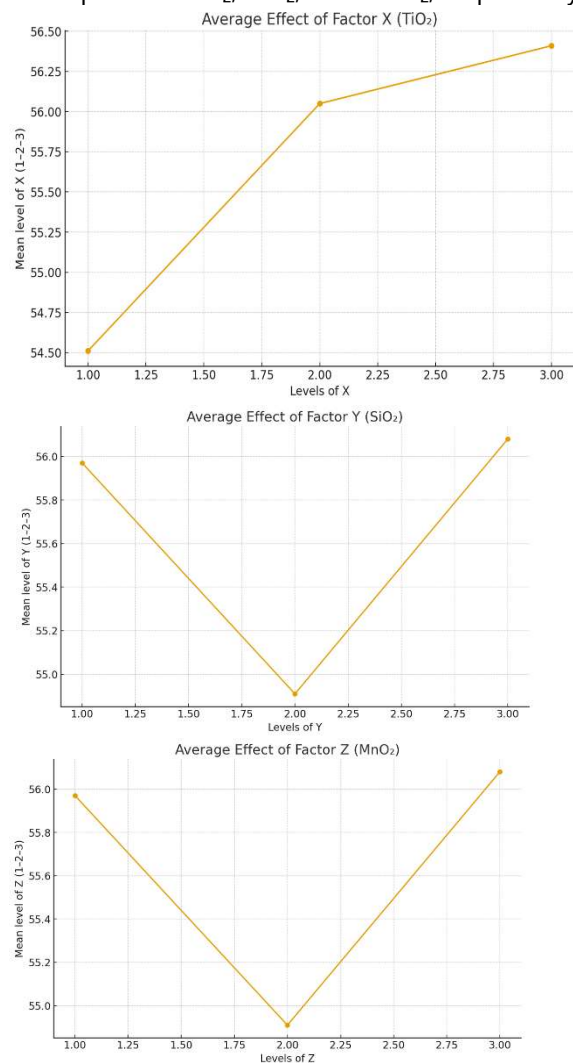 Average Effect of Factor X (TiO₂)
56.50
56.25
56.00
55.75
55.50
55.25
55.00
54.75
54.50
Mean level of X (1–2–3)
1.00 1.25 1.50 1.75 2.00 2.25 2.50 2.75 3.00
Levels of X
Average Effect of Factor Y (SiO₂)
56.0
55.8
55.6
55.4
55.2
55.0
Mean level of Y (1–2–3)
1.00 1.25 1.50 1.75 2.00 2.25 2.50 2.75 3.00
Levels of Y
Average Effect of Factor Z (MnO₂)
56.0
55.8
55.6
55.4
55.2
55.0
Mean level of Z (1–2–3)
1.00 1.25 1.50 1.75 2.00 2.25 2.50 2.75 3.00
Levels of Z